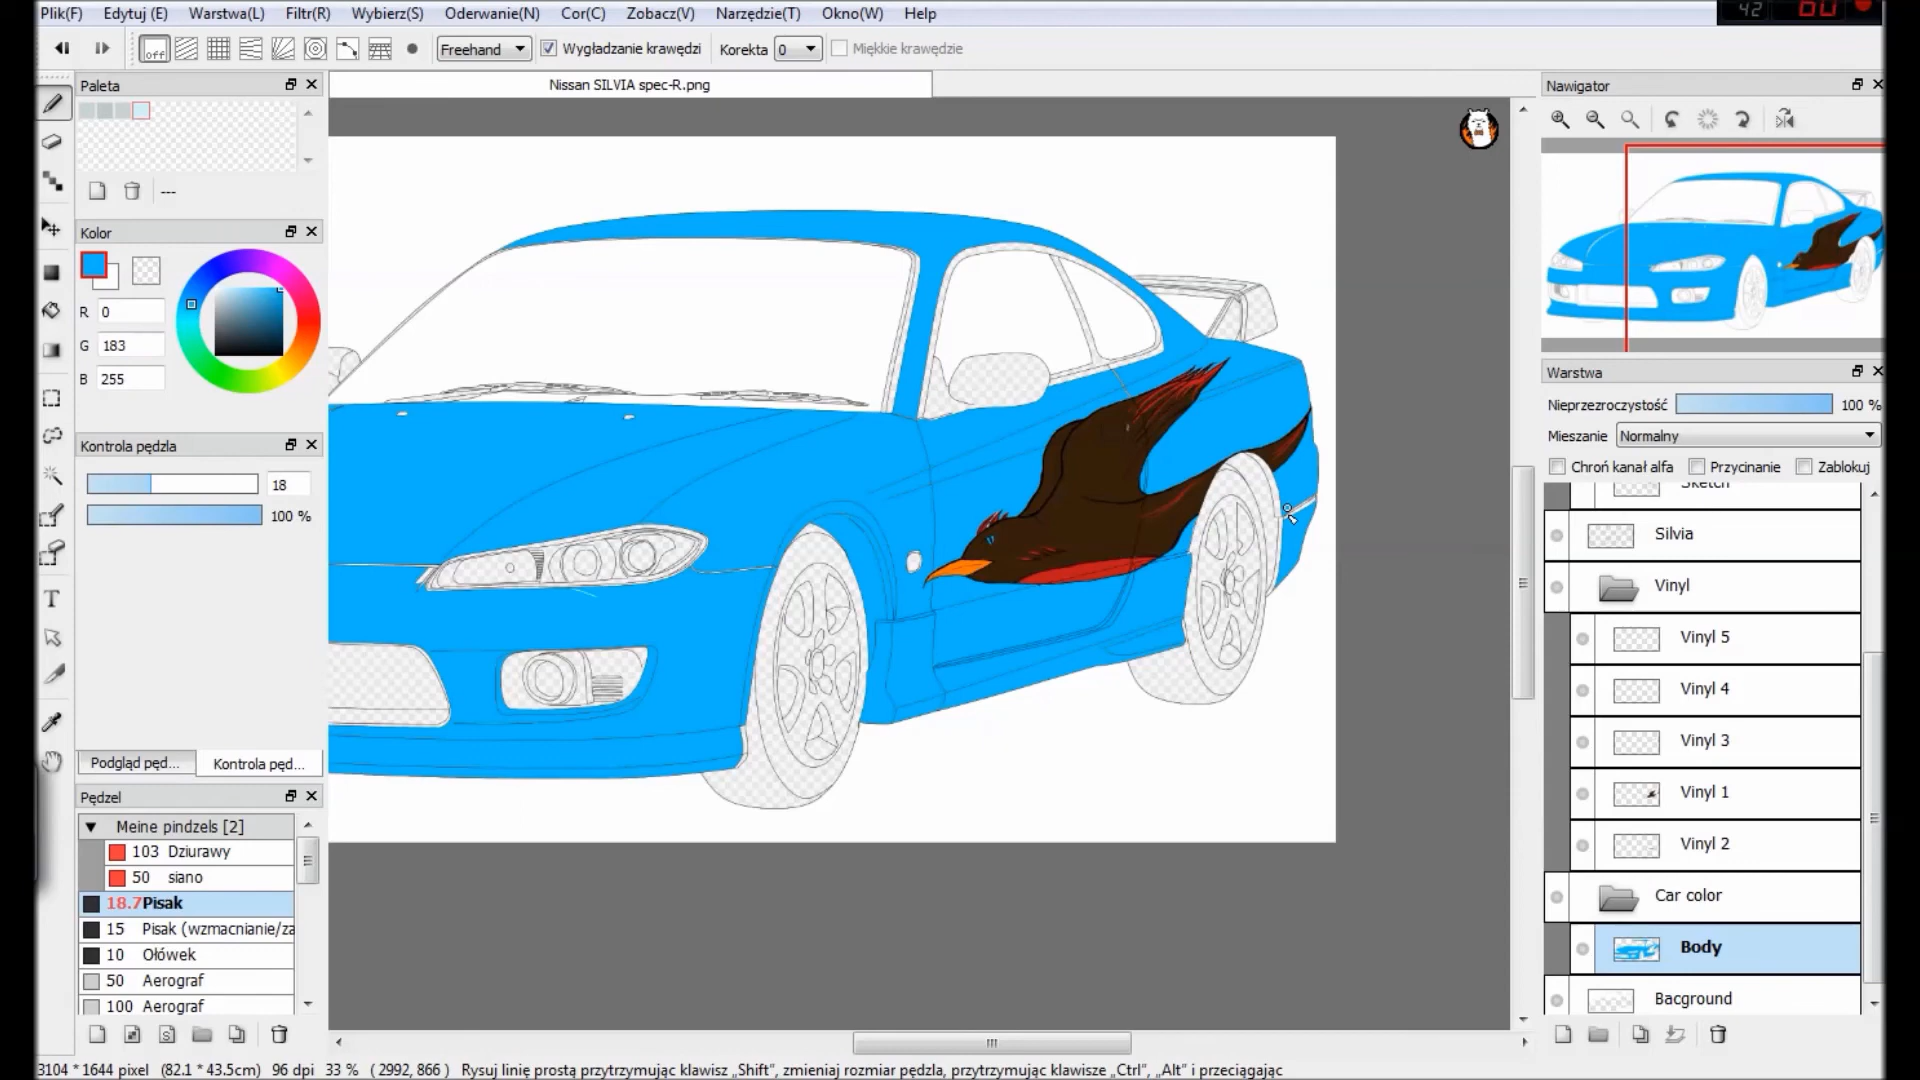 Plik(F) Edytuj (E) Warstwa(L) Filtr(R) Wybierz(S) Oderwanie(N) Cor(C) Zobacz(V) Narzędzie(T) Okno(W) Help
42 60
off Freehand Wygładzanie krawędzi Korekta 0 Miękkie krawędzie
Paleta
Nissan SILVIA spec-R.png
Nawigator
---
Kolor
R 0
G 183
B 255
Kontrola pędzla
18
100 %
Podgląd pęd... Kontrola pęd...
Pędzel
Meine pindzels [2]
103 Dziurawy
50 siano
18.7 Pisak
15 Pisak (wzmacnianie/za
10 Ołówek
50 Aerograf
100 Aerograf
Warstwa
Nieprzezroczystość 100 %
Mieszanie Normalny
Chroń kanał alfa Przycinanie Zablokuj
Sketch
Silvia
Vinyl
Vinyl 5
Vinyl 4
Vinyl 3
Vinyl 1
Vinyl 2
Car color
Body
Bacground
3104 * 1644 pixel (82.1 * 43.5cm) 96 dpi 33 % ( 2992, 866 ) Rysuj linię prostą przytrzymując klawisz „Shift”, zmieniaj rozmiar pędzla, przytrzymując klawisze „Ctrl”, „Alt” i przeciągając